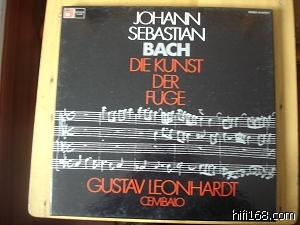 JOHANN
SEBASTIAN
BACH
DIE KUNST
DER
FUGE
GUSTAV LEONHARDT
CEMBALO
hifi168.com